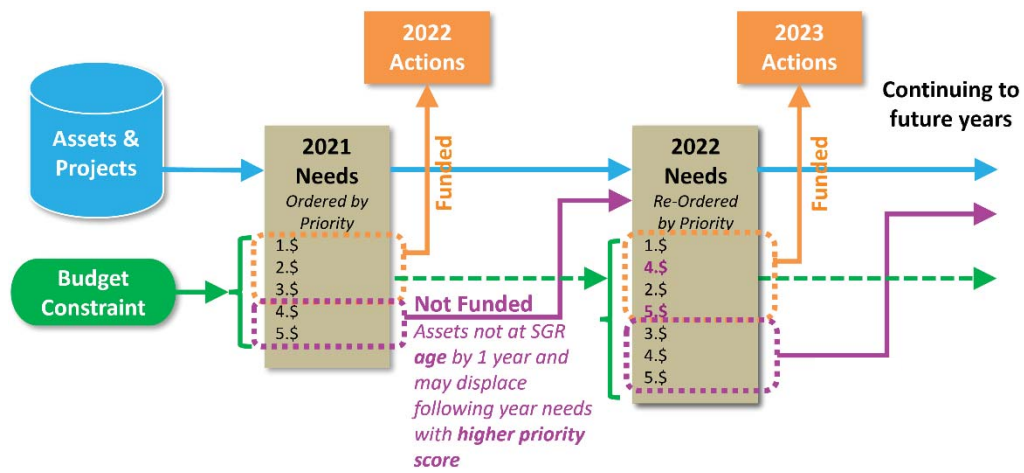 2022
Actions
2023
Actions
Continuing to
future years
Assets &
Projects
2021
Needs
Ordered by
Priority
Funded
2022
Needs
Re-Ordered
by Priority
Funded
Budget
Constraint
1.$
2.$
3.$
4.$
5.$
Not Funded
Assets not at SGR
age by 1 year and
may displace
following year needs
with higher priority
score
1.$
4.$
2.$
5.$
3.$
4.$
5.$